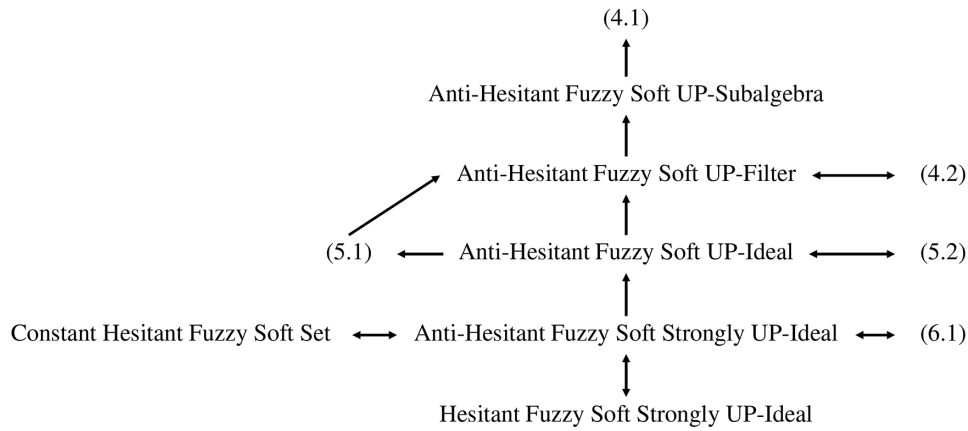 (4.1)
Anti-Hesitant Fuzzy Soft UP-Subalgebra
Anti-Hesitant Fuzzy Soft UP-Filter (4.2)
(5.1) Anti-Hesitant Fuzzy Soft UP-Ideal (5.2)
Constant Hesitant Fuzzy Soft Set Anti-Hesitant Fuzzy Soft Strongly UP-Ideal (6.1)
Hesitant Fuzzy Soft Strongly UP-Ideal